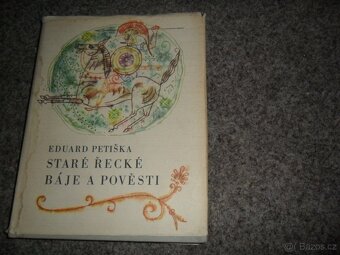 EDUARD PETIŠKA
STARÉ ŘECKÉ
BÁJE A POVĚSTI
Bazos.cz